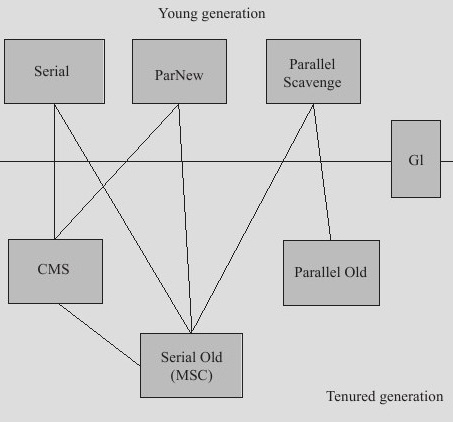 Young generation
Serial
ParNew
Parallel
Scavenge
Gl
CMS
Parallel Old
Serial Old
(MSC)
Tenured generation